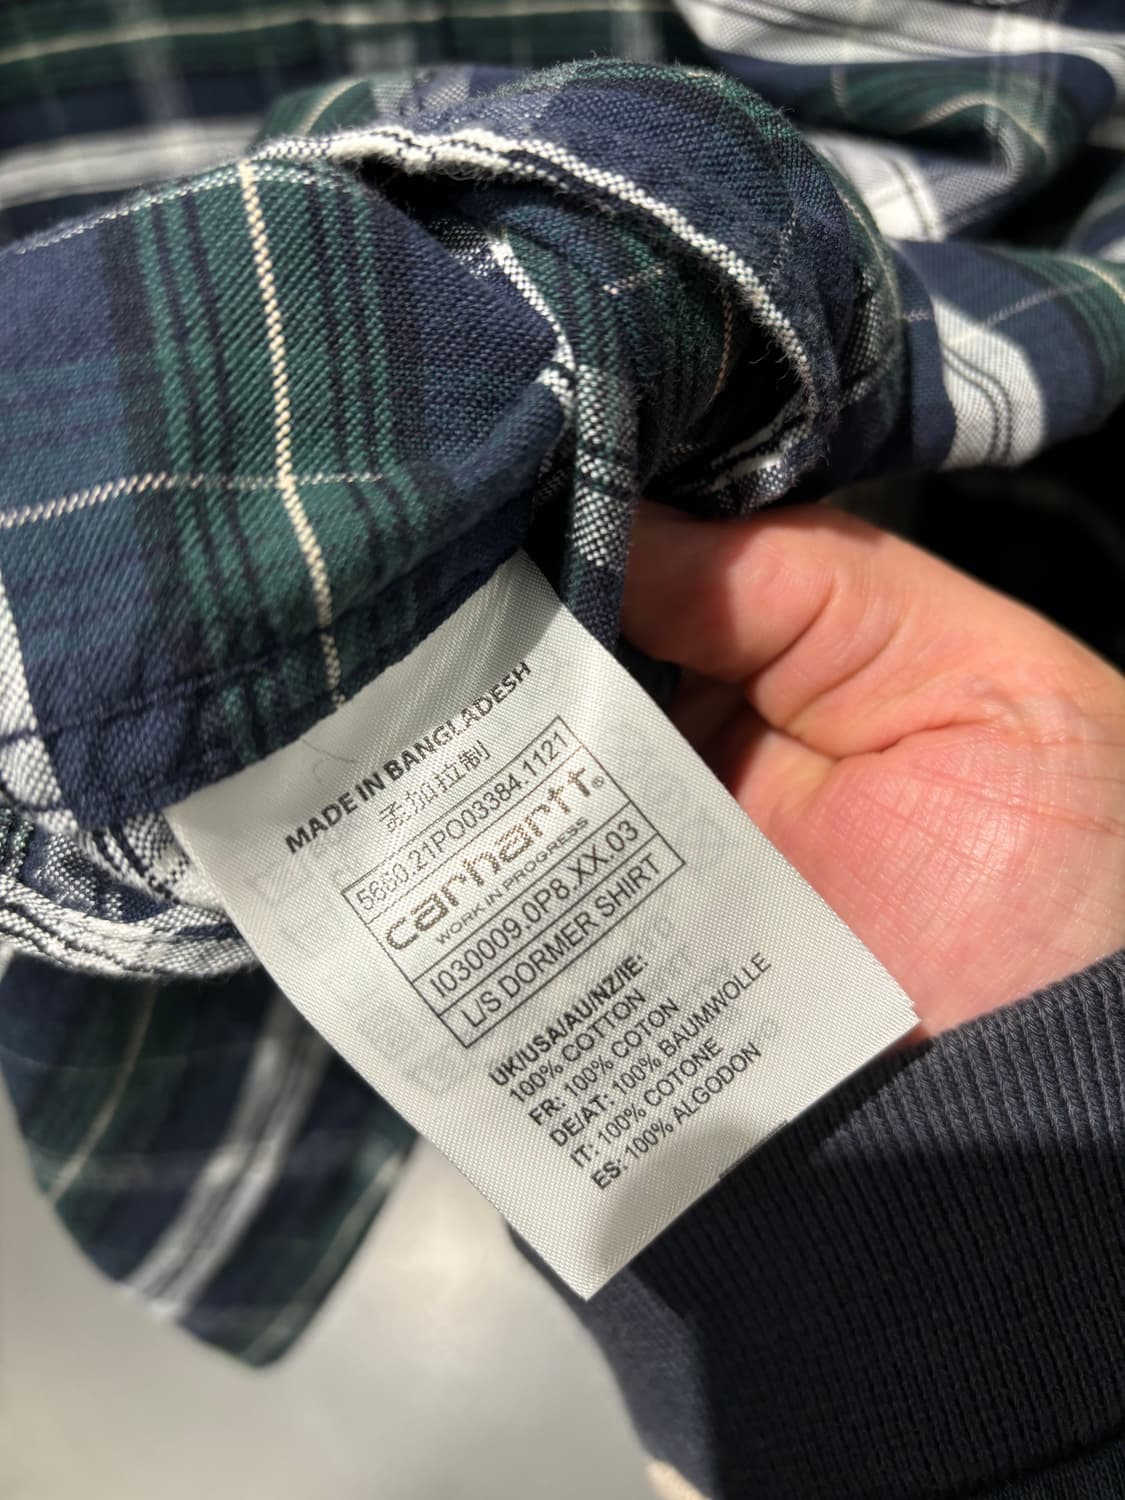 MADE IN BANGLADESH
孟加拉制
5660.21PO03384.1121
carhartt®
WORK IN PROGRESS
I030009.0P8.XX.03
L/S DORMER SHIRT
UK/USA/AU/NZ/IE:
100% COTTON
FR: 100% COTON
DE/AT: 100% BAUMWOLLE
IT: 100% COTONE
ES: 100% ALGODON